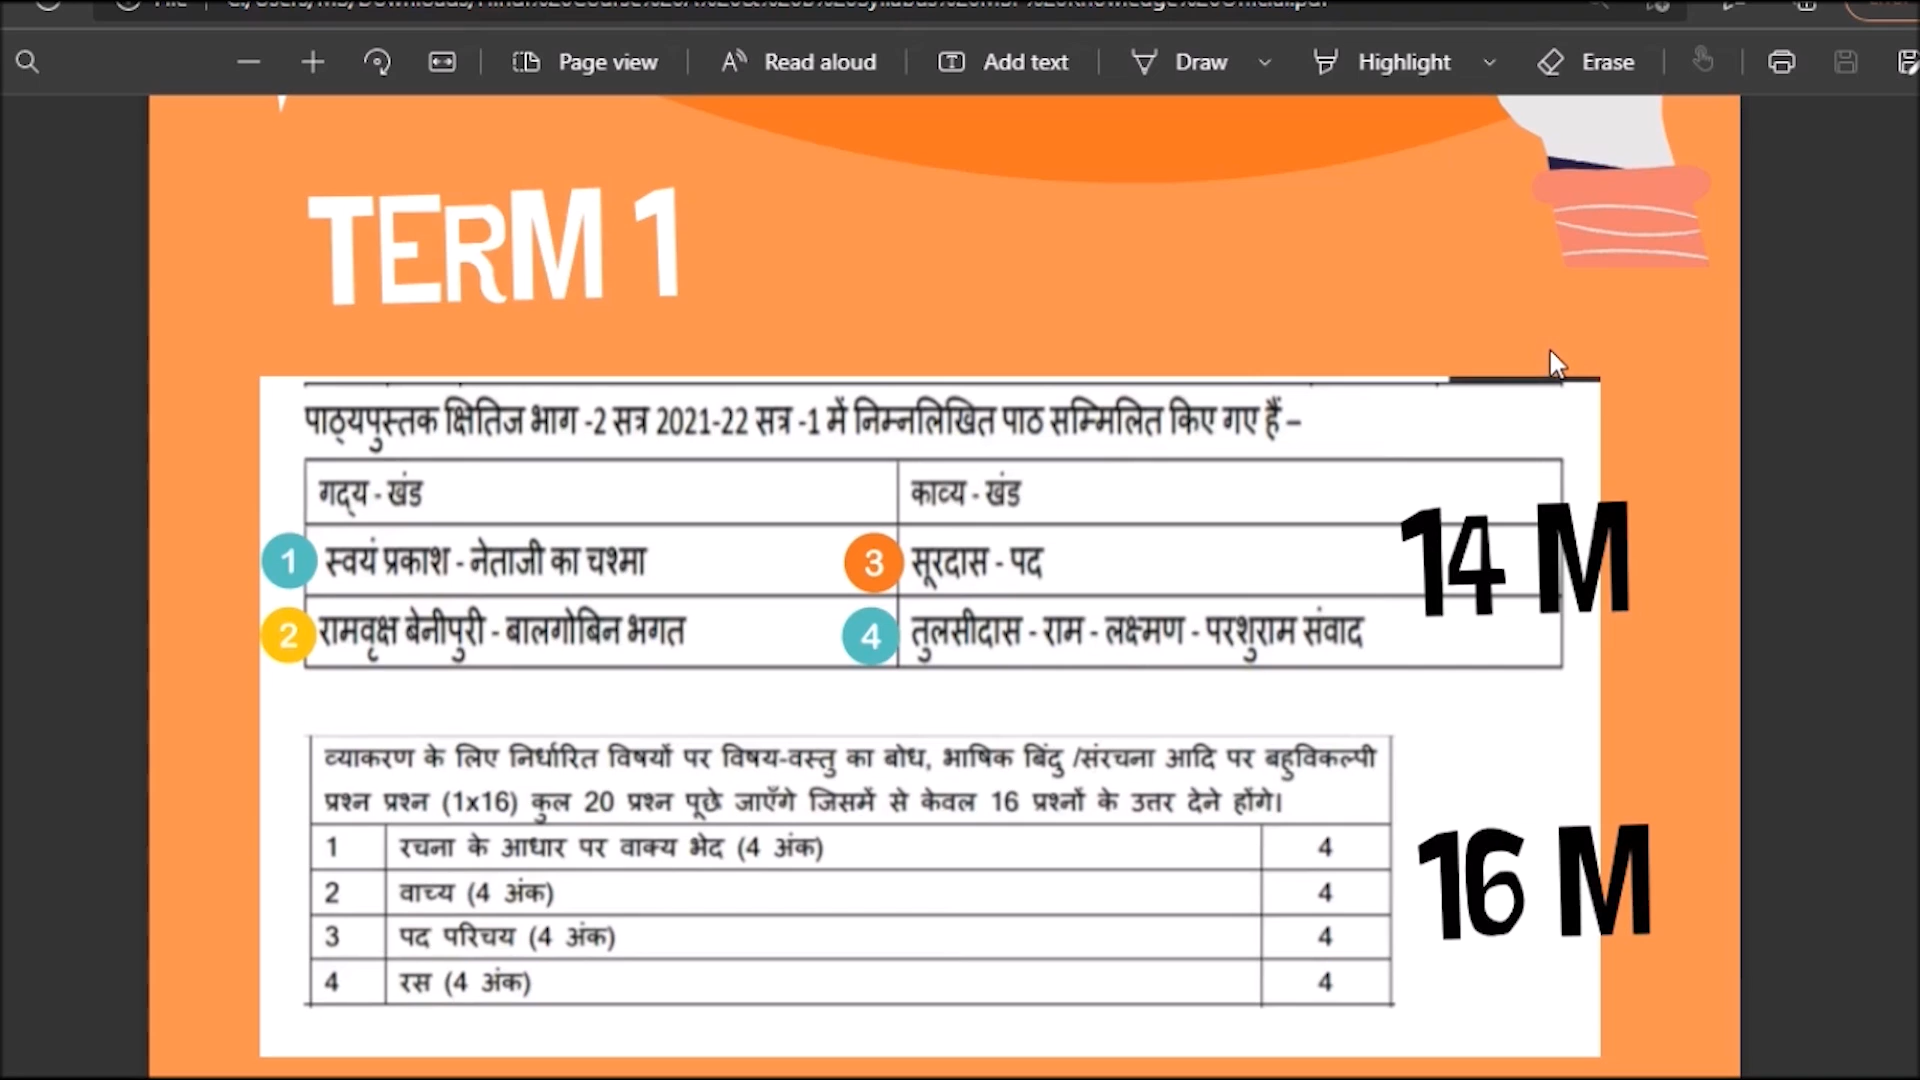 Page view
Read aloud
Add text
Draw
Highlight
Erase
TERM 1
पाठ्यपुस्तक क्षितिज भाग -2 सत्र 2021-22 सत्र -1 में निम्नलिखित पाठ सम्मिलित किए गए हैं –
गद्य - खंड काव्य - खंड
1 स्वयं प्रकाश - नेताजी का चश्मा 3 सूरदास - पद
14 M
2 रामवृक्ष बेनीपुरी - बालगोबिन भगत 4 तुलसीदास - राम - लक्ष्मण - परशुराम संवाद
व्याकरण के लिए निर्धारित विषयों पर विषय-वस्तु का बोध, भाषिक बिंदु /संरचना आदि पर बहुविकल्पी
प्रश्न प्रश्न (1x16) कुल 20 प्रश्न पूछे जाएँगे जिसमें से केवल 16 प्रश्नों के उत्तर देने होंगे।
1 रचना के आधार पर वाक्य भेद (4 अंक) 4
2 वाच्य (4 अंक) 4
16 M
3 पद परिचय (4 अंक) 4
4 रस (4 अंक) 4